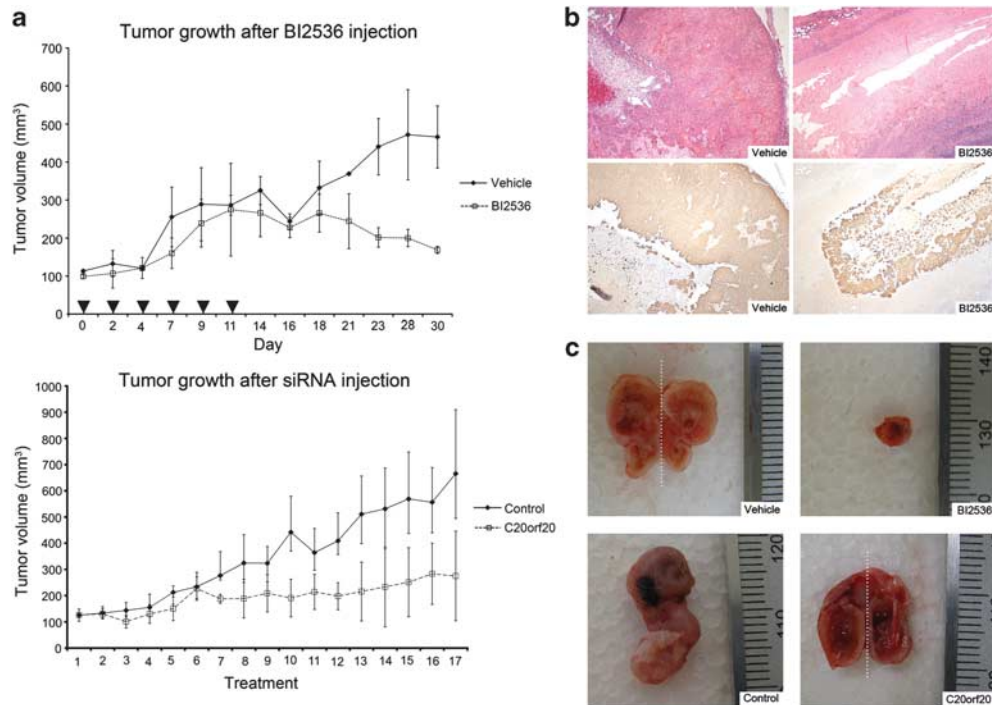 a
Tumor growth after BI2536 injection
Tumor volume (mm³)
700
600
500
400
300
200
100
0
0 2 4 7 9 11 14 16 18 21 23 28 30
Day
Vehicle
BI2536
Tumor growth after siRNA injection
Tumor volume (mm³)
1000
900
800
700
600
500
400
300
200
100
0
1 2 3 4 5 6 7 8 9 10 11 12 13 14 15 16 17
Treatment
Control
C20orf20
b
Vehicle
BI2536
Vehicle
BI2536
c
Vehicle
140
130
0
BI2536
120
110
Control
C20orf20